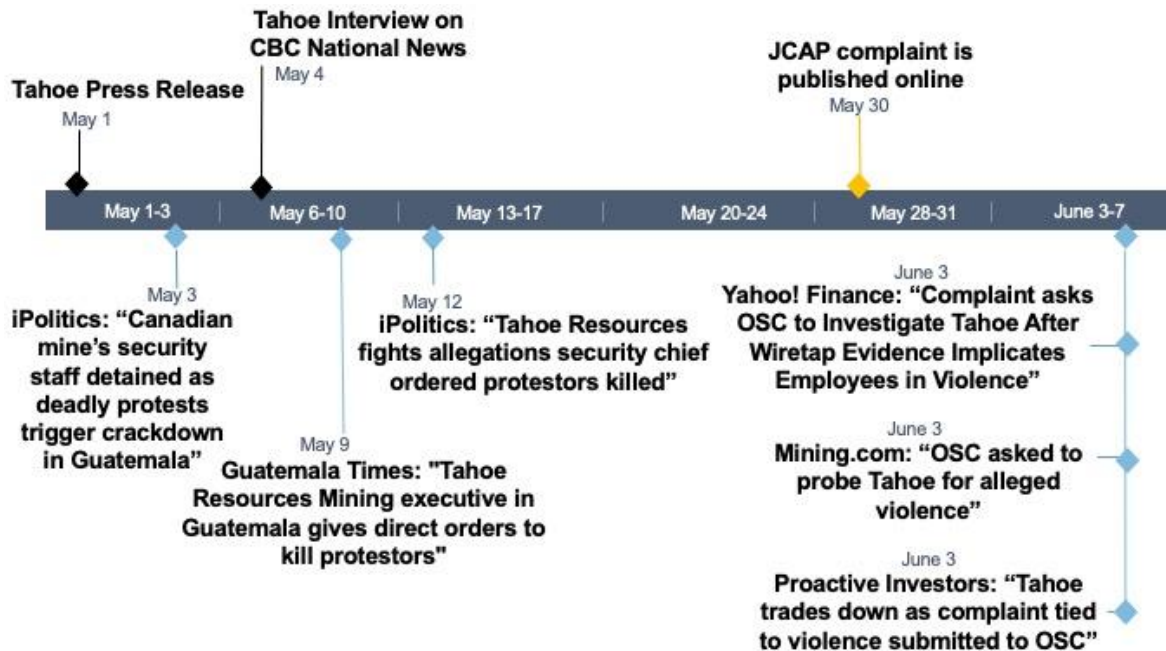 Tahoe Interview on
CBC National News
May 4
Tahoe Press Release
May 1
JCAP complaint is
published online
May 30
May 1-3
May 6-10
May 13-17
May 20-24
May 28-31
June 3-7
May 3
iPolitics: “Canadian
mine’s security
staff detained as
deadly protests
trigger crackdown
in Guatemala”
May 9
Guatemala Times: "Tahoe
Resources Mining executive in
Guatemala gives direct orders to
kill protestors"
May 12
iPolitics: “Tahoe Resources
fights allegations security chief
ordered protestors killed”
June 3
Yahoo! Finance: “Complaint asks
OSC to Investigate Tahoe After
Wiretap Evidence Implicates
Employees in Violence”
June 3
Mining.com: “OSC asked to
probe Tahoe for alleged
violence”
June 3
Proactive Investors: “Tahoe
trades down as complaint tied
to violence submitted to OSC”